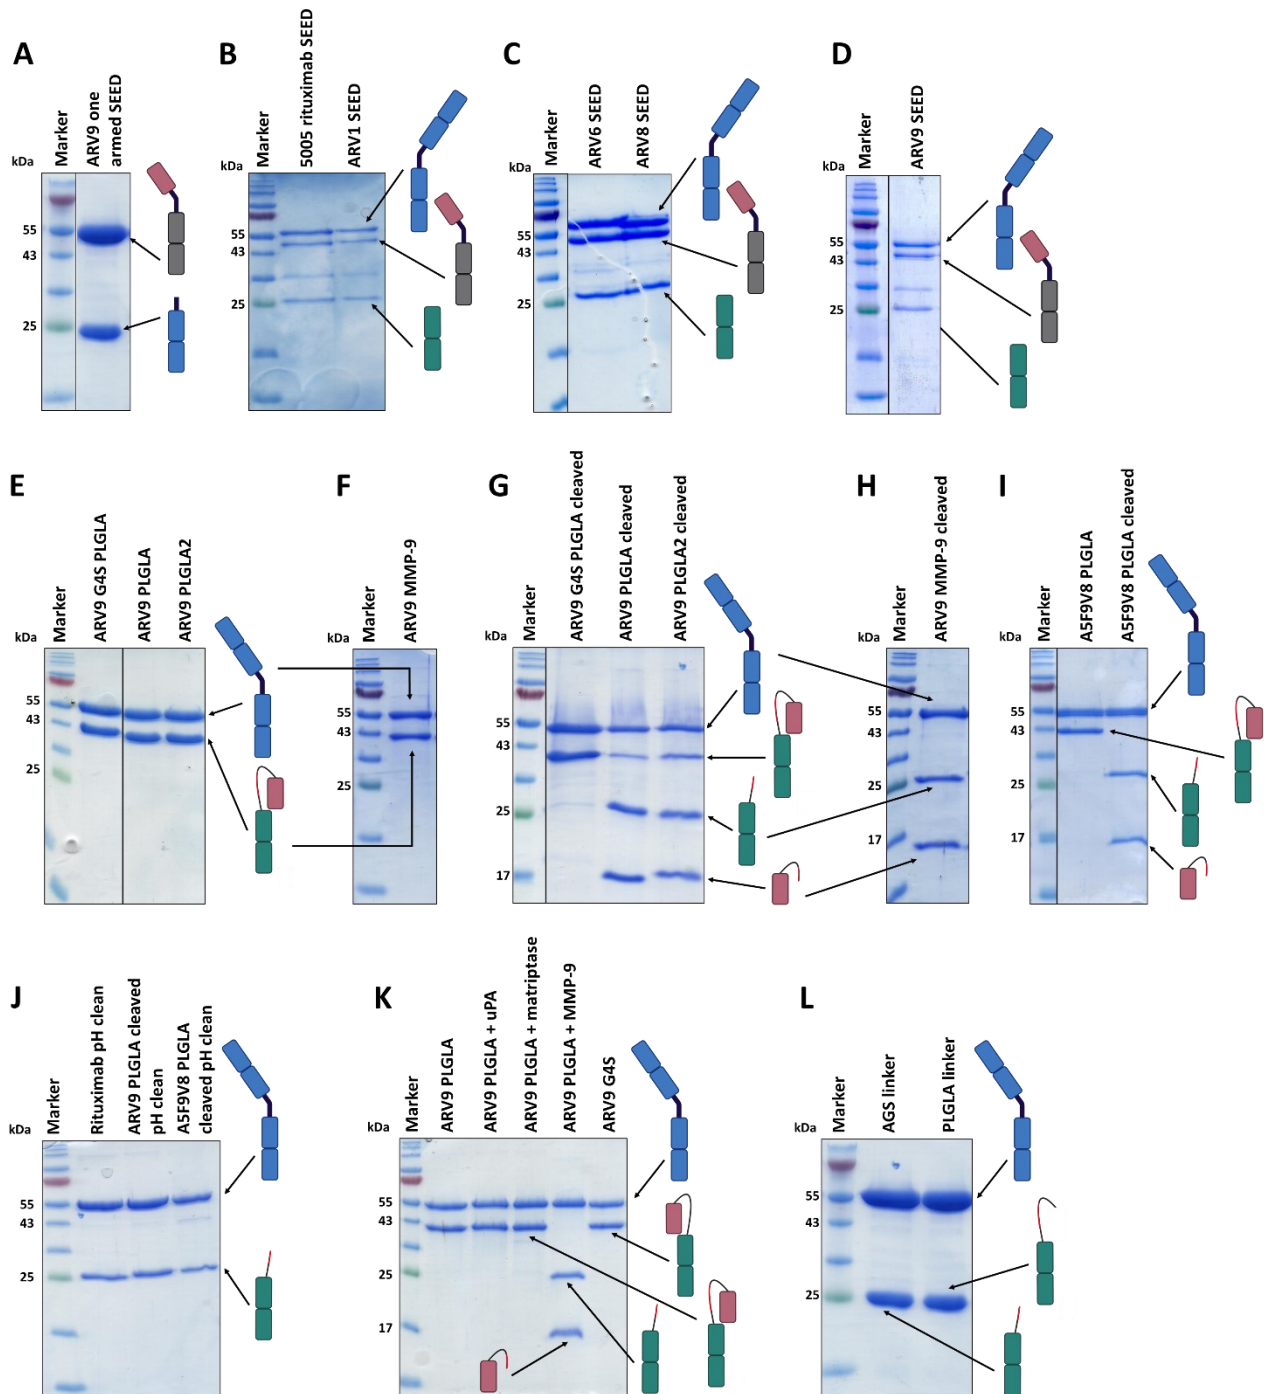 A
Marker
ARV9 one
armed SEED
kDa
55
43
25
B
Marker
5005 rituximab SEED
ARV1 SEED
kDa
55
43
25
C
Marker
ARV6 SEED
ARV8 SEED
kDa
55
43
25
D
Marker
ARV9 SEED
kDa
55
43
25
E
Marker
ARV9 G4S PLGLA
ARV9 PLGLA
ARV9 PLGLA2
kDa
55
43
25
F
Marker
ARV9 MMP-9
kDa
55
43
25
G
Marker
ARV9 G4S PLGLA cleaved
ARV9 PLGLA cleaved
ARV9 PLGLA2 cleaved
kDa
55
43
25
17
H
Marker
ARV9 MMP-9 cleaved
kDa
55
43
25
17
I
Marker
A5F9V8 PLGLA
A5F9V8 PLGLA cleaved
kDa
55
43
25
17
J
Marker
Rituximab pH clean
ARV9 PLGLA cleaved
pH clean
A5F9V8 PLGLA
cleaved pH clean
kDa
55
43
25
K
Marker
ARV9 PLGLA
ARV9 PLGLA + uPA
ARV9 PLGLA + matriptase
ARV9 PLGLA + MMP-9
ARV9 G4S
kDa
55
43
25
17
L
Marker
AGS linker
PLGLA linker
kDa
55
43
25